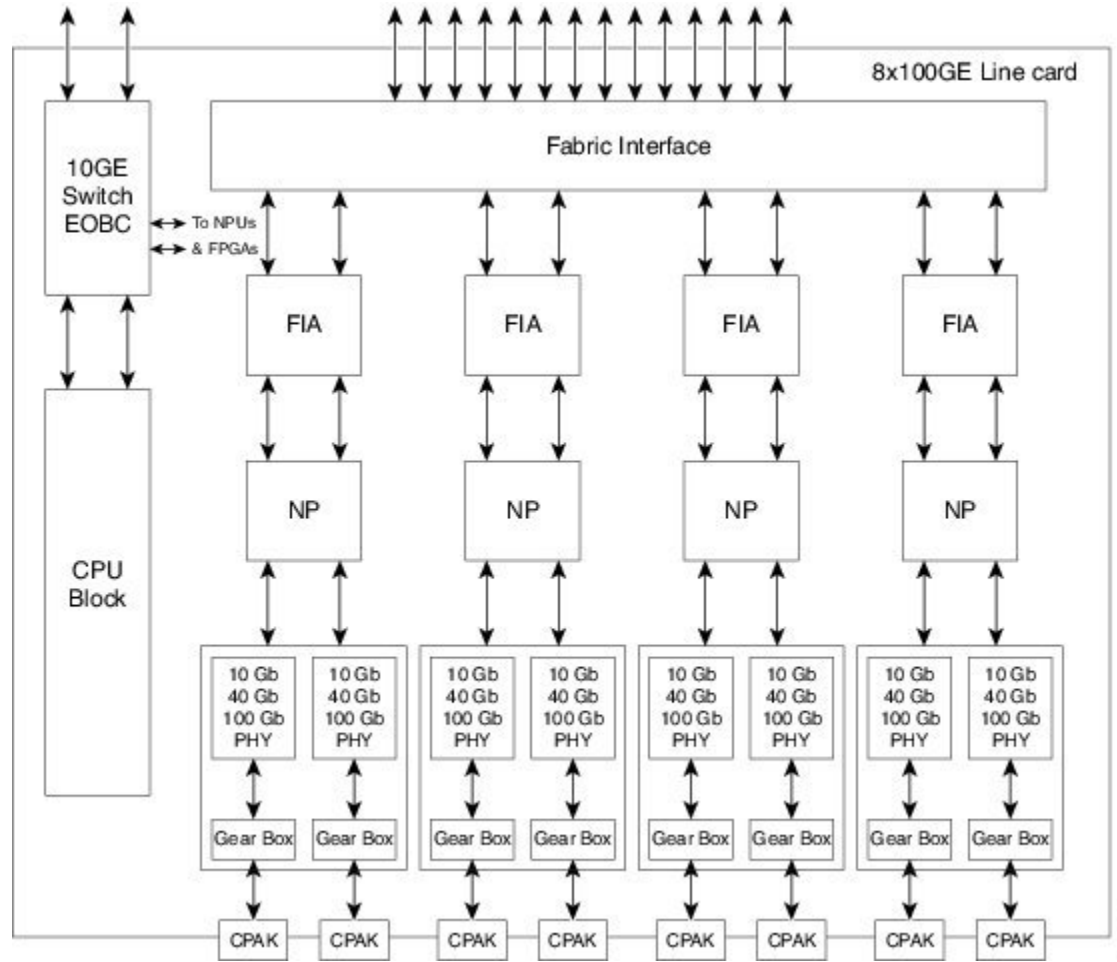 8x100GE Line card
10GE
Switch
EOBC
Fabric Interface
To NPUs
& FPGAs
FIA
FIA
FIA
FIA
NP
NP
NP
NP
CPU
Block
10 Gb
40 Gb
100 Gb
PHY
10 Gb
40 Gb
100 Gb
PHY
10 Gb
40 Gb
100 Gb
PHY
10 Gb
40 Gb
100 Gb
PHY
10 Gb
40 Gb
100 Gb
PHY
10 Gb
40 Gb
100 Gb
PHY
10 Gb
40 Gb
100 Gb
PHY
10 Gb
40 Gb
100 Gb
PHY
Gear Box
Gear Box
Gear Box
Gear Box
Gear Box
Gear Box
Gear Box
Gear Box
CPAK
CPAK
CPAK
CPAK
CPAK
CPAK
CPAK
CPAK